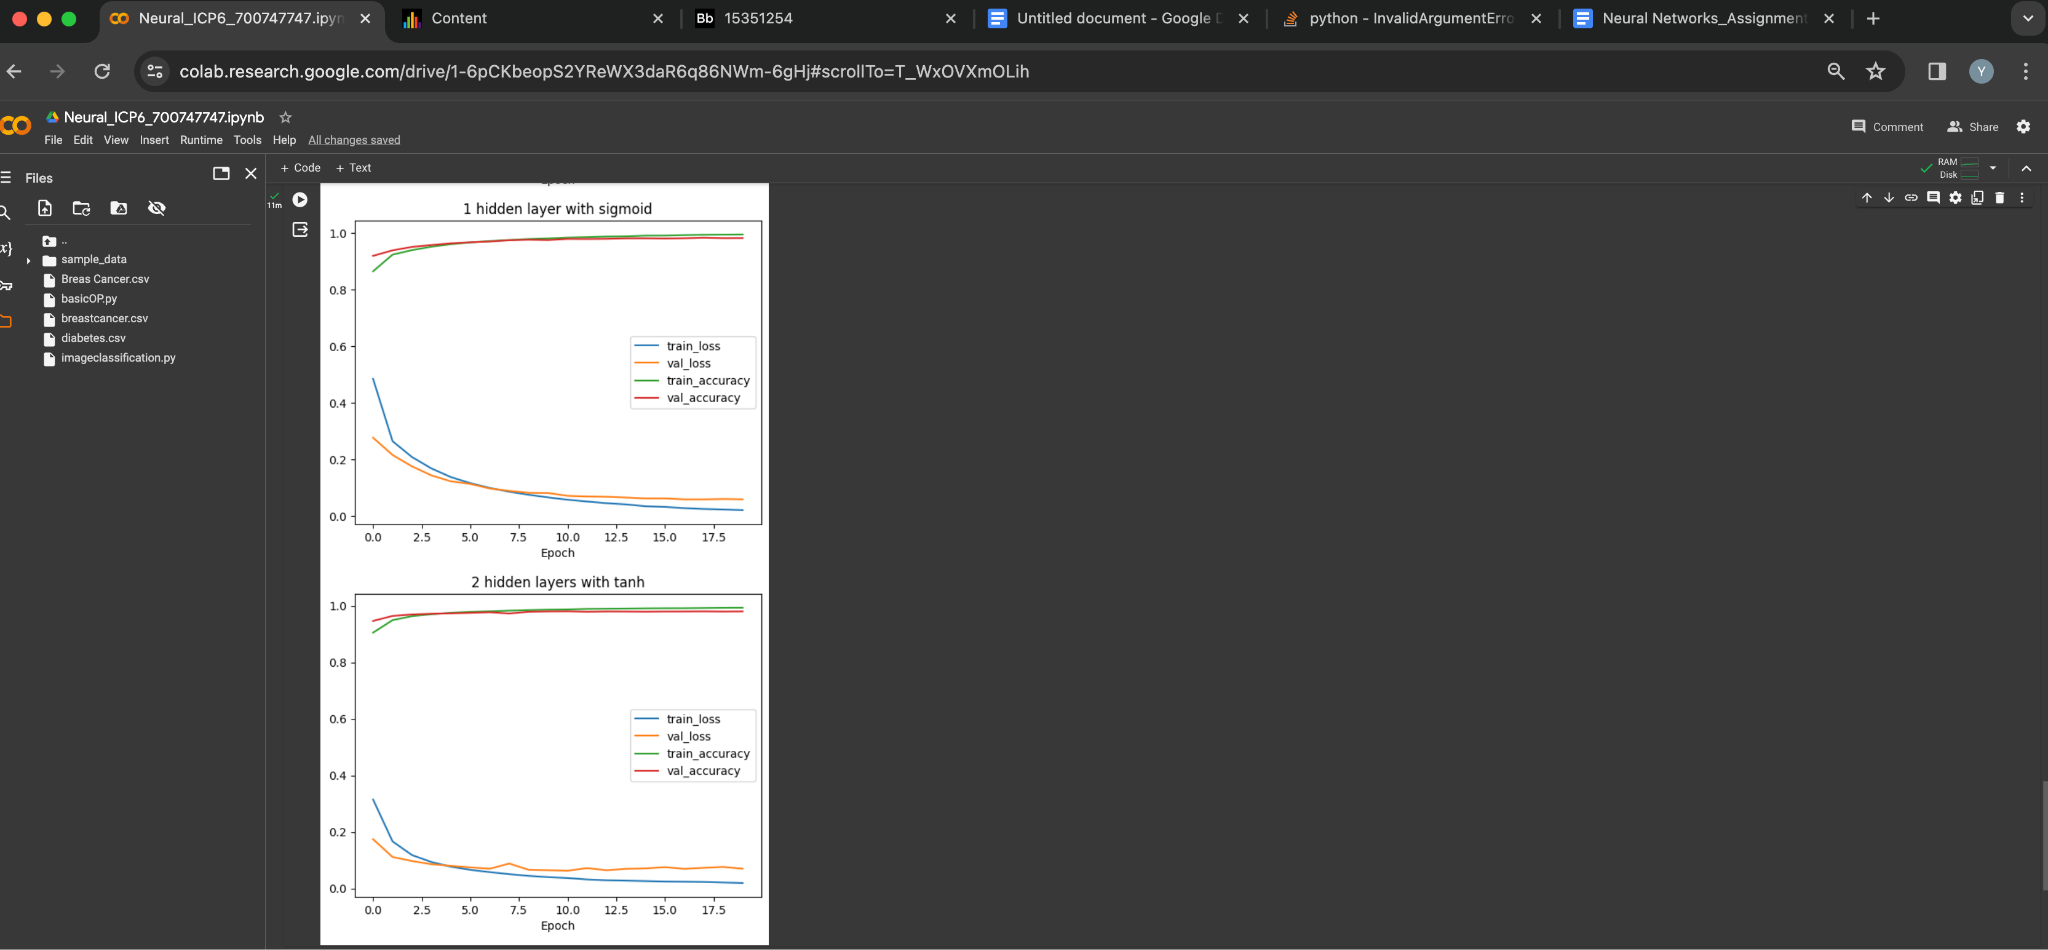 Neural_ICP6_700747747.ipyn
Content
Bb 15351254
Untitled document - Google D
python - InvalidArgumentErro
Neural Networks_Assignment
colab.research.google.com/drive/1-6pCKbeopS2YReWX3daR6q86NWm-6gHj#scrollTo=T_WxOVXmOLih
Y
Neural_ICP6_700747747.ipynb
File Edit View Insert Runtime Tools Help All changes saved
Comment
Share
Files
+ Code + Text
RAM
Disk
..
sample_data
Breas Cancer.csv
basicOP.py
breastcancer.csv
diabetes.csv
imageclassification.py
{x}
11m
1 hidden layer with sigmoid
1.0
0.8
0.6
0.4
0.2
0.0
train_loss
val_loss
train_accuracy
val_accuracy
0.0 2.5 5.0 7.5 10.0 12.5 15.0 17.5
Epoch
2 hidden layers with tanh
1.0
0.8
0.6
0.4
0.2
0.0
train_loss
val_loss
train_accuracy
val_accuracy
0.0 2.5 5.0 7.5 10.0 12.5 15.0 17.5
Epoch